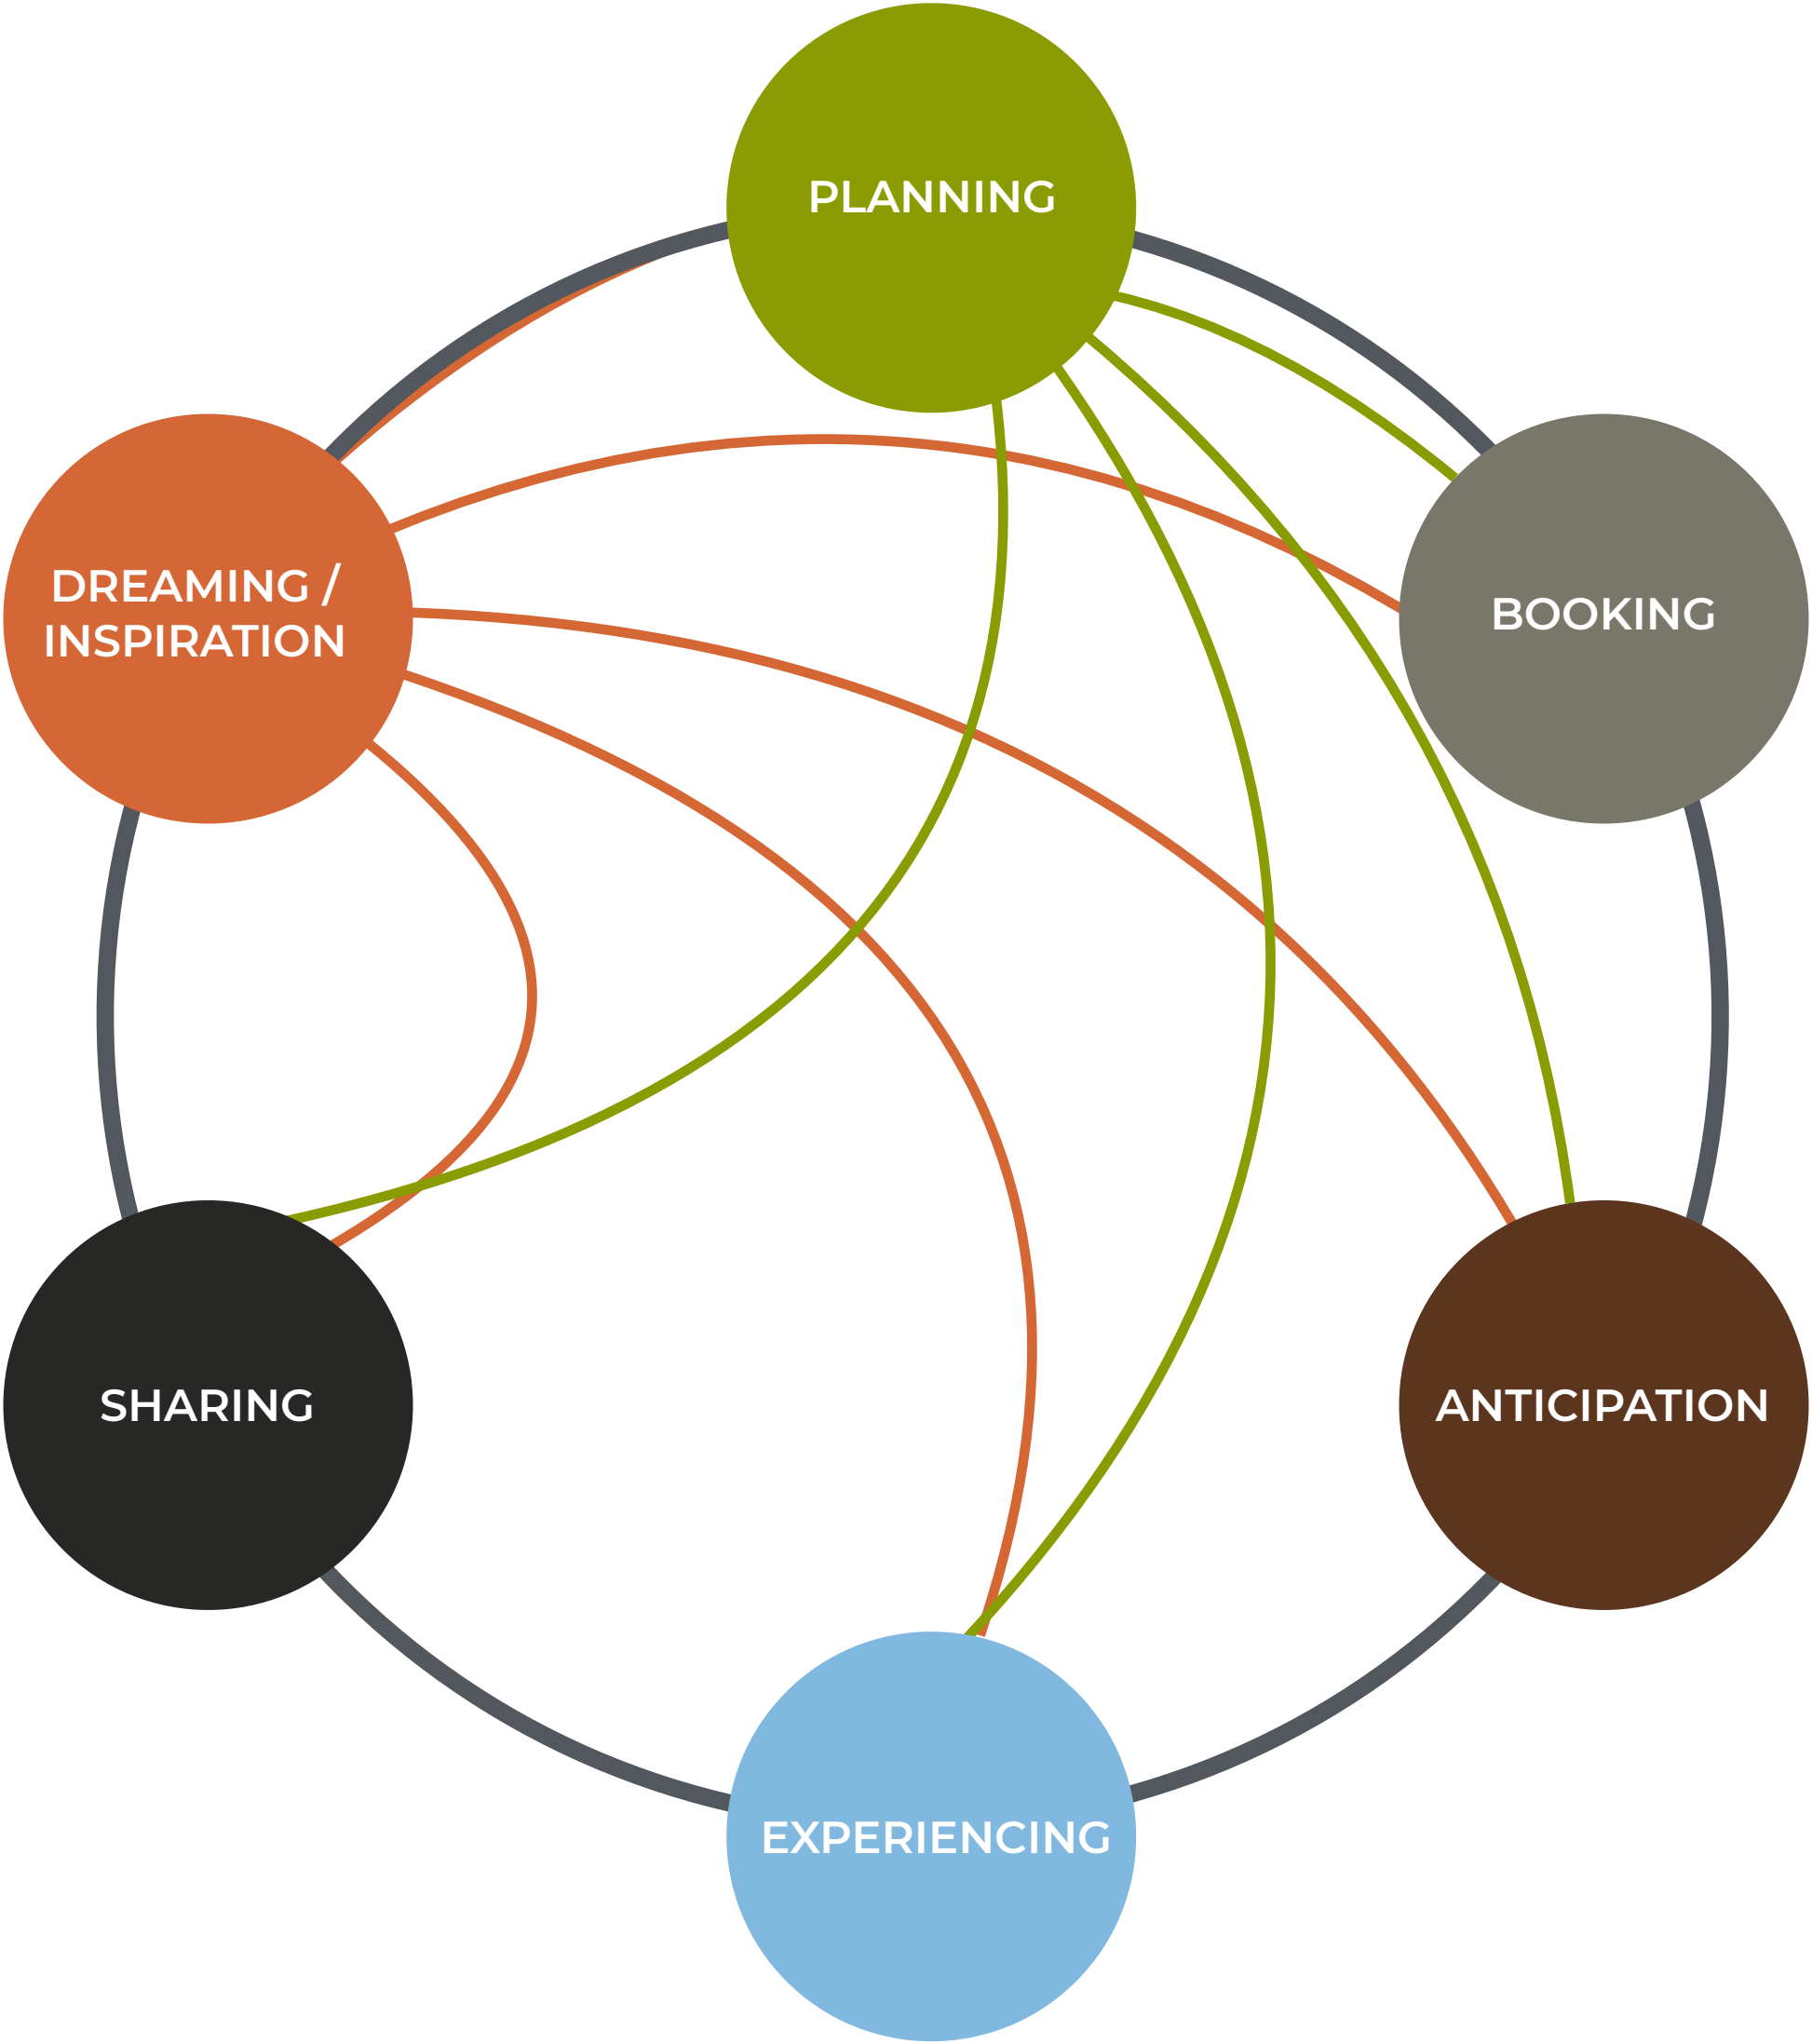 PLANNING
DREAMING /
INSPIRATION
BOOKING
SHARING
ANTICIPATION
EXPERIENCING